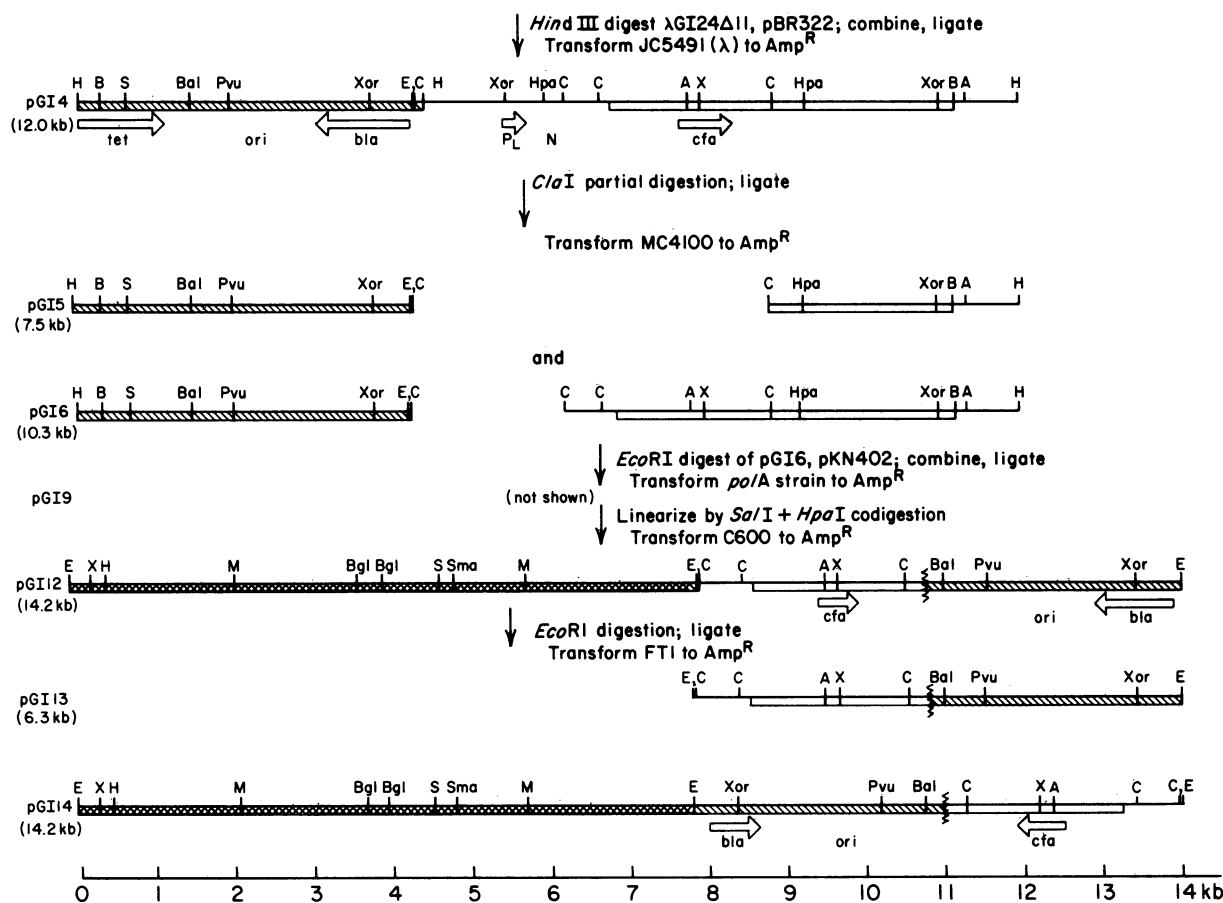 Hind III digest λGI24Δ11, pBR322; combine, ligate
Transform JC5491 (λ) to Amp^R
H B S Bal Pvu Xor E,C H Xor Hpa C C A X C Hpa Xor B A H
pGI4
(12.0 kb)
tet ori bla P_L N cfa
ClaI partial digestion; ligate
Transform MC4100 to Amp^R
H B S Bal Pvu Xor E,C C Hpa Xor B A H
pGI5
(7.5 kb)
and
H B S Bal Pvu Xor E,C C C A X C Hpa Xor B A H
pGI6
(10.3 kb)
EcoRI digest of pGI6, pKN402; combine, ligate
Transform polA strain to Amp^R
pGI9 (not shown)
Linearize by SalI + HpaI codigestion
Transform C600 to Amp^R
E X H M Bgl Bgl S Sma M E,C C A X C Bal Pvu Xor E
pGI12
(14.2 kb)
cfa ori bla
EcoRI digestion; ligate
Transform FT1 to Amp^R
E,C C A X C Bal Pvu Xor E
pGI13
(6.3 kb)
E X H M Bgl Bgl S Sma M E Xor Pvu Bal C X A C C,E
pGI14
(14.2 kb)
bla ori cfa
0 1 2 3 4 5 6 7 8 9 10 11 12 13 14 kb